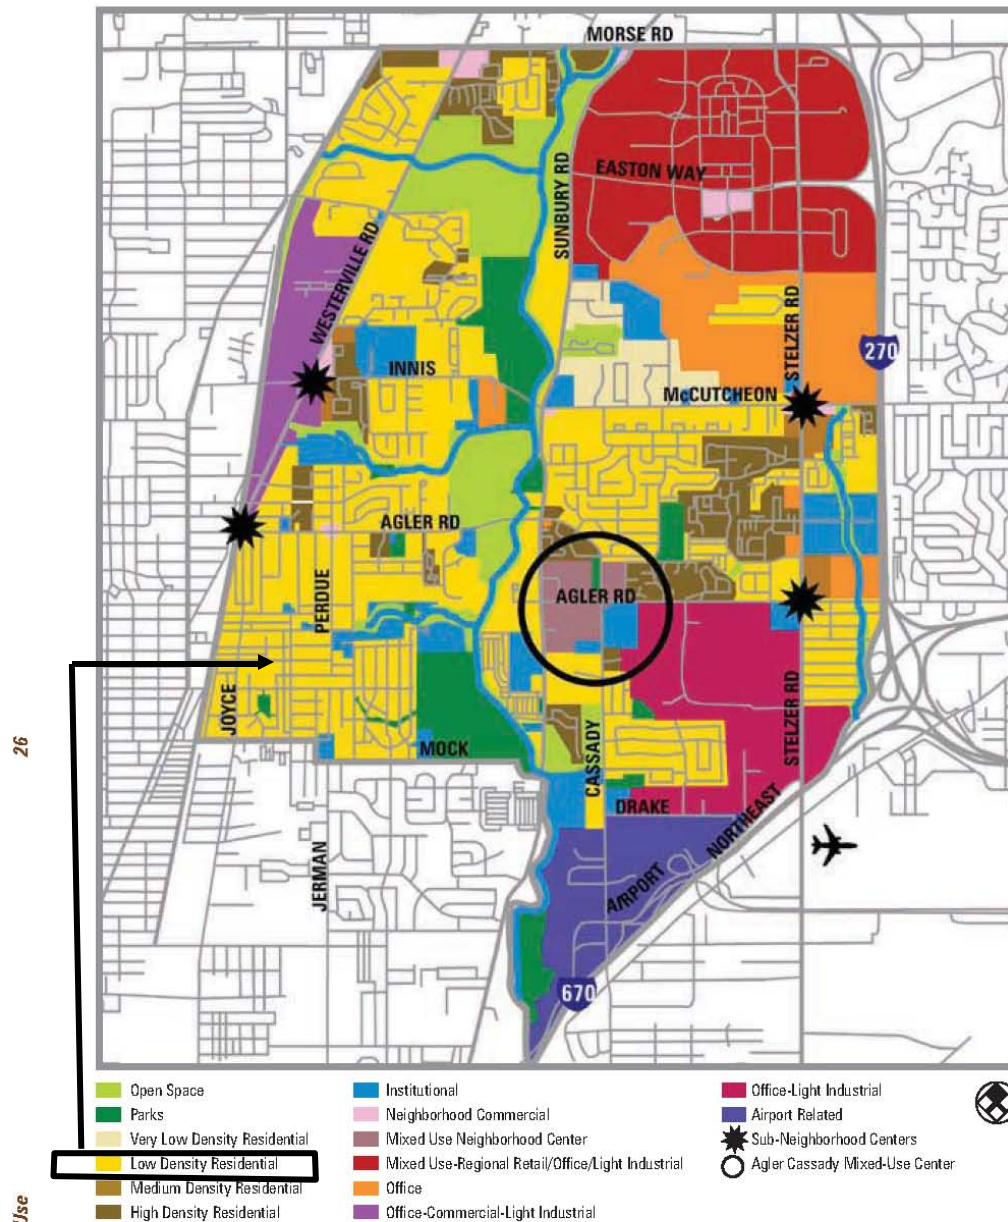 MORSE RD
EASTON WAY
SUNBURY RD
WESTERVILLE RD
STELZER RD
270
INNIS
McCUTCHEON
AGLER RD
AGLER RD
PERDUE
JOYCE
STELZER RD
MOCK
CASSADY
DRAKE
NORTHEAST
AIRPORT
JERMAN
670
26
Use
Open Space
Parks
Very Low Density Residential
Low Density Residential
Medium Density Residential
High Density Residential
Institutional
Neighborhood Commercial
Mixed Use Neighborhood Center
Mixed Use-Regional Retail/Office/Light Industrial
Office
Office-Commercial-Light Industrial
Office-Light Industrial
Airport Related
Sub-Neighborhood Centers
Agler Cassady Mixed-Use Center